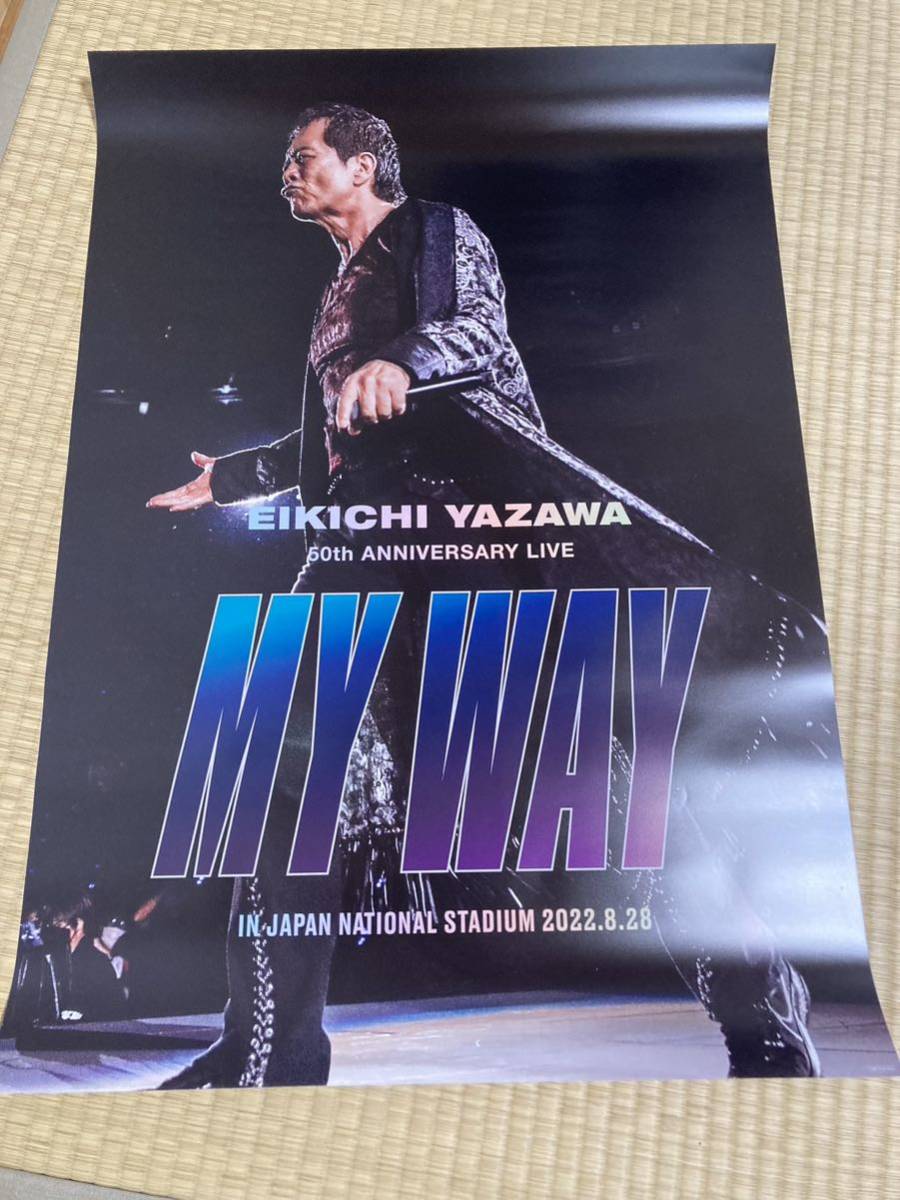 EIKICHI YAZAWA
50th ANNIVERSARY LIVE
MY WAY
IN JAPAN NATIONAL STADIUM 2022.8.28